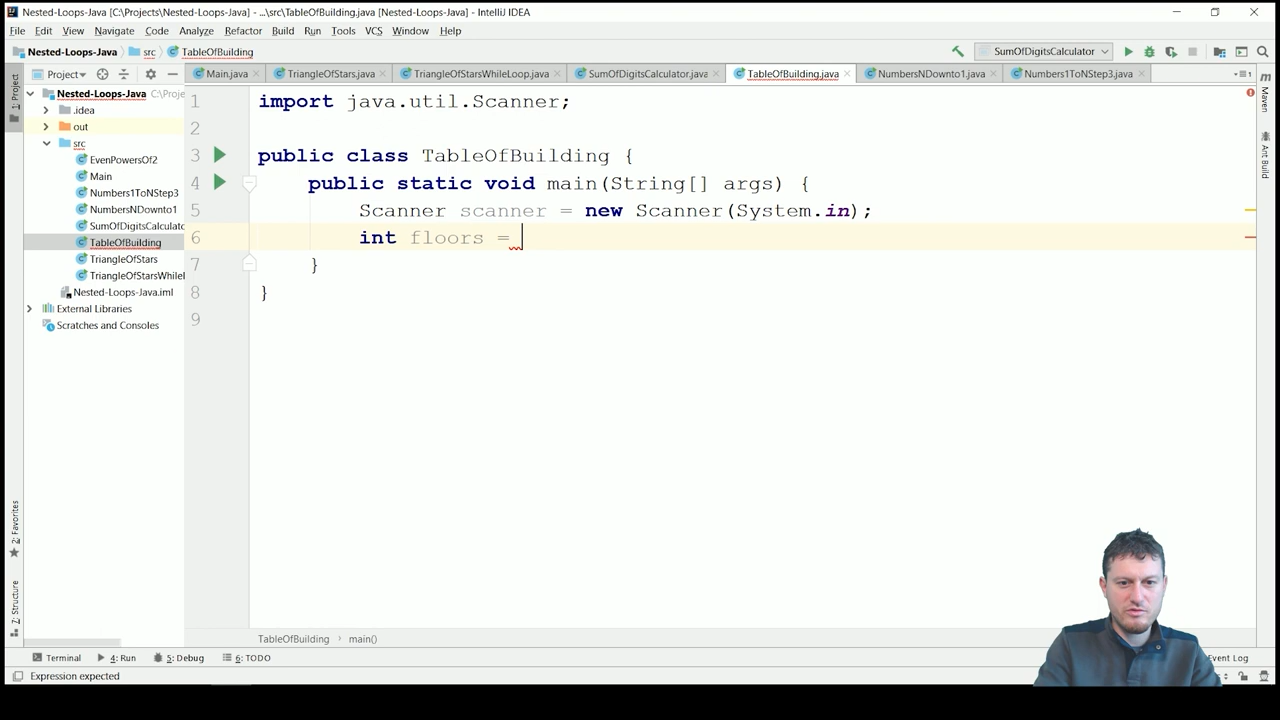 Nested-Loops-Java [C:\Projects\Nested-Loops-Java] - ...\src\TableOfBuilding.java [Nested-Loops-Java] - IntelliJ IDEA
File Edit View Navigate Code Analyze Refactor Build Run Tools VCS Window Help
Nested-Loops-Java src TableOfBuilding SumOfDigitsCalculator
Project Main.java TriangleOfStars.java TriangleOfStarsWhileLoop.java SumOfDigitsCalculator.java TableOfBuilding.java NumbersNDownto1.java Numbers1ToNStep3.java
1: Project
Nested-Loops-Java C:\Proje
.idea
out
src
EvenPowersOf2
Main
Numbers1ToNStep3
NumbersNDownto1
SumOfDigitsCalculato
TableOfBuilding
TriangleOfStars
TriangleOfStarsWhileL
Nested-Loops-Java.iml
External Libraries
Scratches and Consoles
2: Favorites
Z: Structure
1 import java.util.Scanner;
2
3 public class TableOfBuilding {
4 public static void main(String[] args) {
5 Scanner scanner = new Scanner(System.in);
6 int floors =
7 }
8 }
9
m Maven
Ant Build
TableOfBuilding main()
Terminal 4: Run 5: Debug 6: TODO Event Log
Expression expected